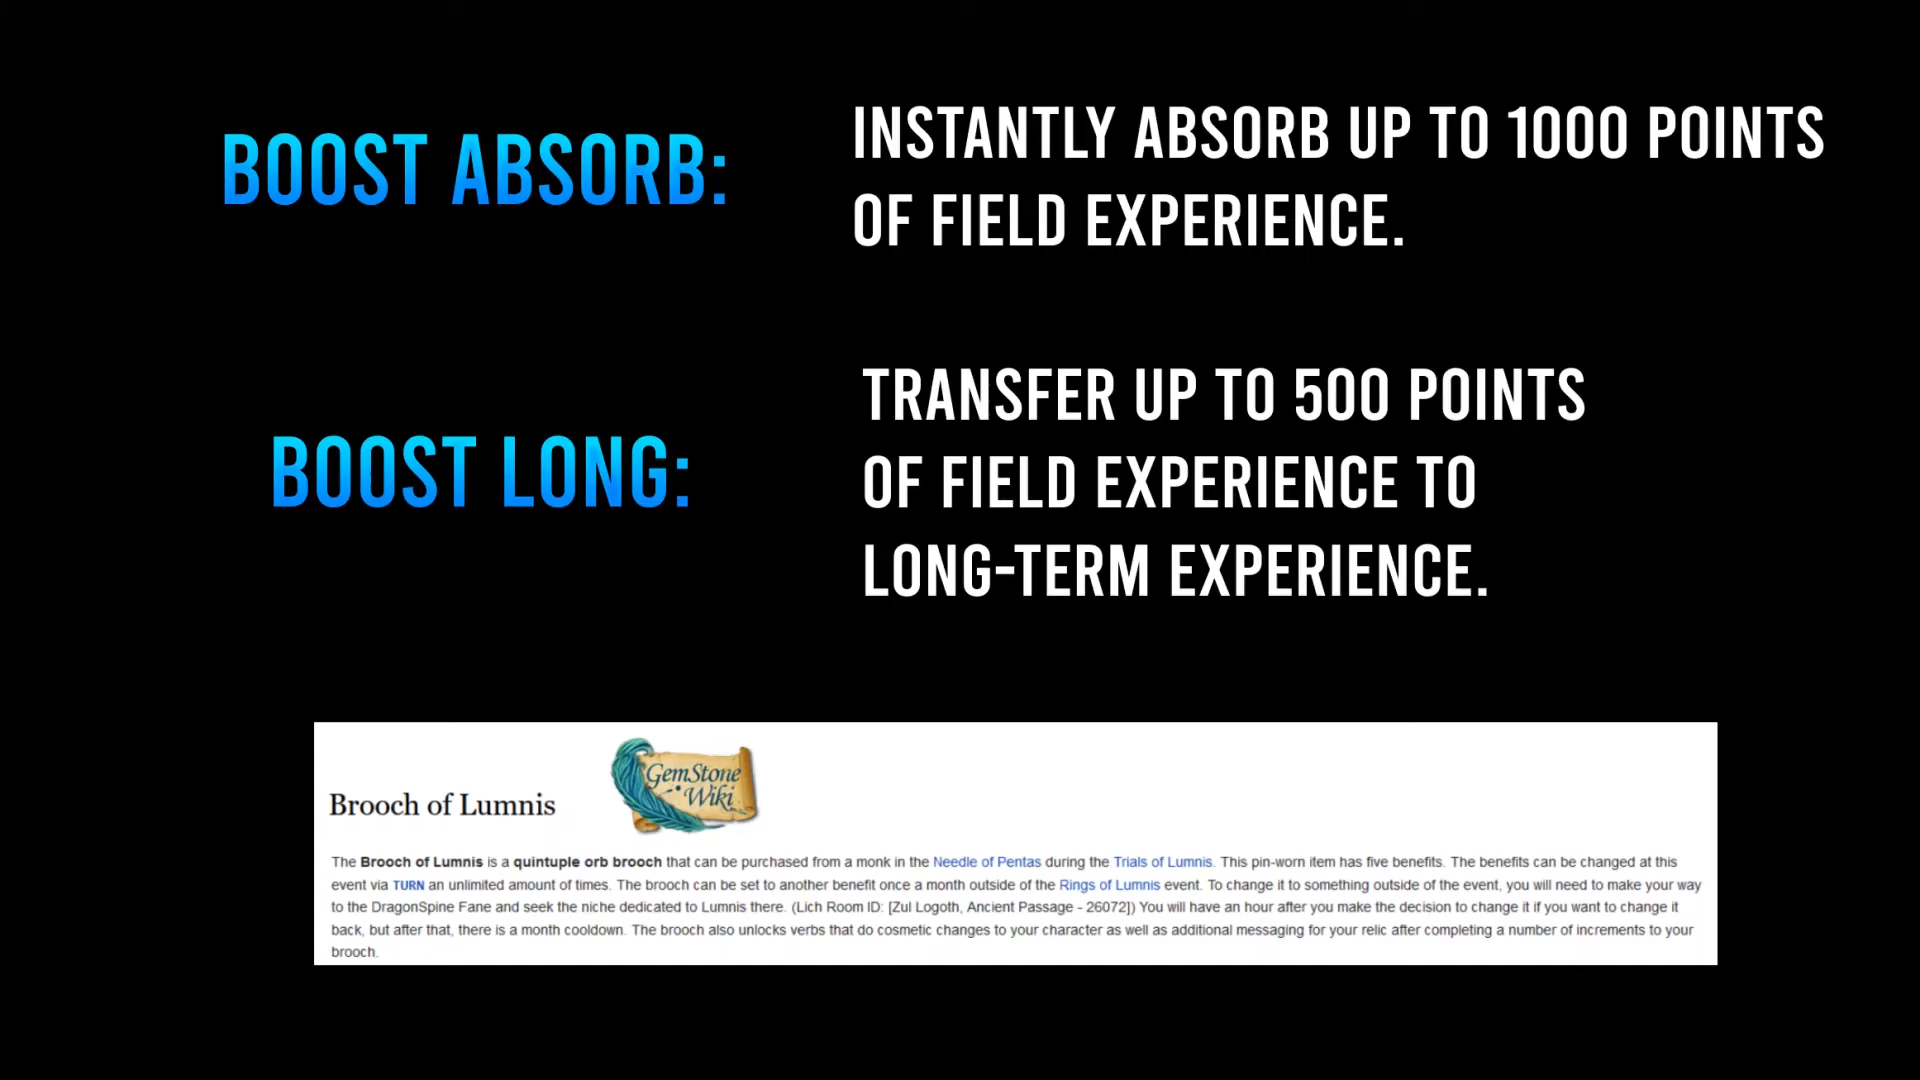 BOOST ABSORB:
INSTANTLY ABSORB UP TO 1000 POINTS
OF FIELD EXPERIENCE.
BOOST LONG:
TRANSFER UP TO 500 POINTS
OF FIELD EXPERIENCE TO
LONG-TERM EXPERIENCE.
Brooch of Lumnis
GemStone
Wiki
The Brooch of Lumnis is a quintuple orb brooch that can be purchased from a monk in the Needle of Pentas during the Trials of Lumnis. This pin-worn item has five benefits. The benefits can be changed at this
event via TURN an unlimited amount of times. The brooch can be set to another benefit once a month outside of the Rings of Lumnis event. To change it to something outside of the event, you will need to make your way
to the DragonSpine Fane and seek the niche dedicated to Lumnis there. (Lich Room ID: [Zul Logoth, Ancient Passage - 26072]) You will have an hour after you make the decision to change it if you want to change it
back, but after that, there is a month cooldown. The brooch also unlocks verbs that do cosmetic changes to your character as well as additional messaging for your relic after completing a number of increments to your
brooch.